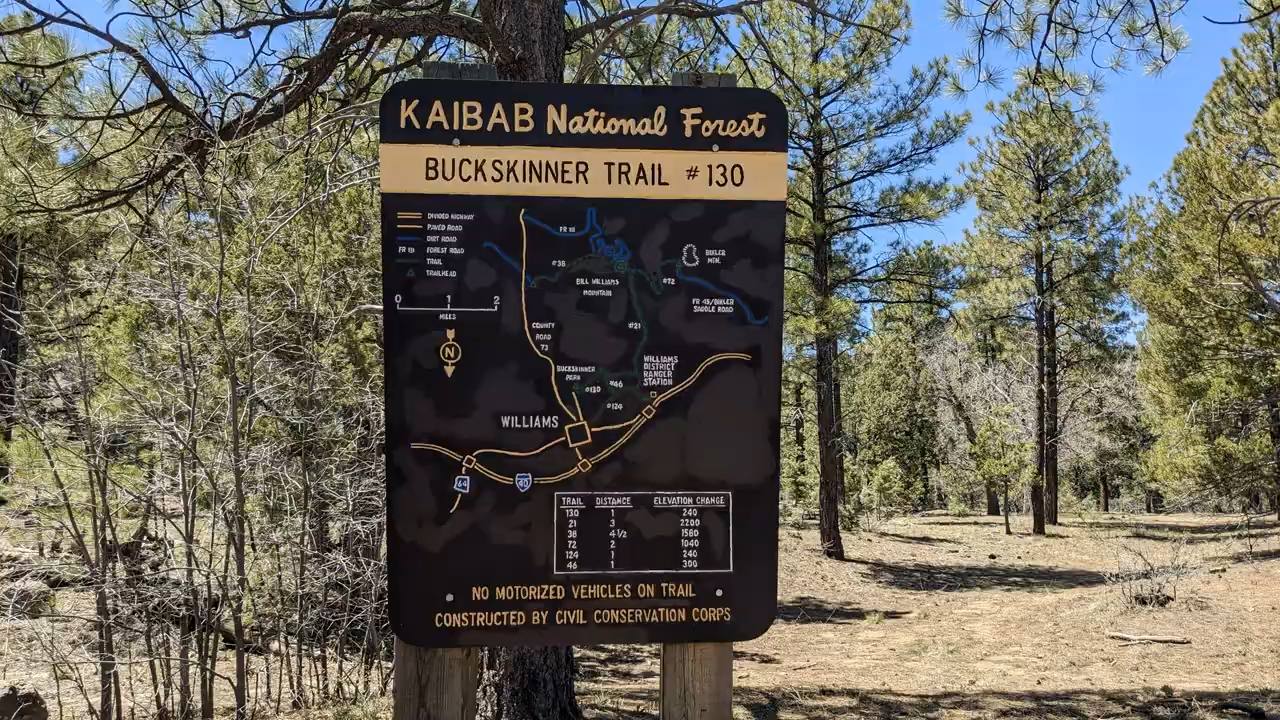 KAIBAB National Forest
BUCKSKINNER TRAIL #130
DIVIDED HIGHWAY
PAVED ROAD
DIRT ROAD
FR 111 FOREST ROAD
TRAIL
TRAILHEAD
0 1 2
MILES
N
FR 111
#38
BILL WILLIAMS
MOUNTAIN
BIXLER
MTN.
#72
FR 45/BIXLER
SADDLE ROAD
COUNTY
ROAD
73
#21
BUCKSKINNER
PARK
#130
#46
#124
WILLIAMS
DISTRICT
RANGER
STATION
WILLIAMS
64
40
TRAIL DISTANCE ELEVATION CHANGE
130 1 240
21 3 2200
38 4 1/2 1580
72 2 1040
124 1 240
46 1 300
NO MOTORIZED VEHICLES ON TRAIL
CONSTRUCTED BY CIVIL CONSERVATION CORPS